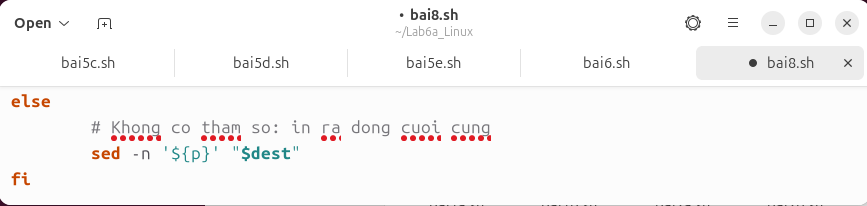 Open
• bai8.sh
~/Lab6a_Linux
bai5c.sh
bai5d.sh
bai5e.sh
bai6.sh
● bai8.sh ×
else
# Khong co tham so: in ra dong cuoi cung
sed -n '${p}' "$dest"
fi